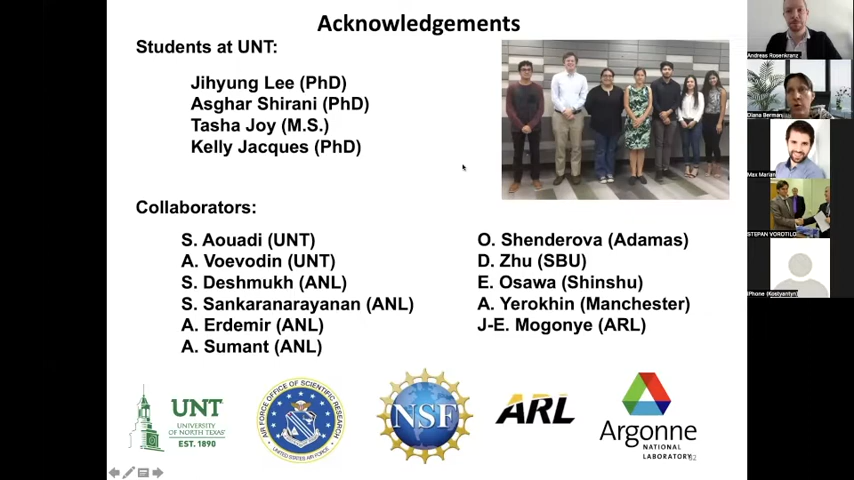 Acknowledgements
Students at UNT:
Jihyung Lee (PhD)
Asghar Shirani (PhD)
Tasha Joy (M.S.)
Kelly Jacques (PhD)
Collaborators:
S. Aouadi (UNT)
A. Voevodin (UNT)
S. Deshmukh (ANL)
S. Sankaranarayanan (ANL)
A. Erdemir (ANL)
A. Sumant (ANL)
O. Shenderova (Adamas)
D. Zhu (SBU)
E. Osawa (Shinshu)
A. Yerokhin (Manchester)
J-E. Mogonye (ARL)
UNT
UNIVERSITY
OF NORTH TEXAS
EST. 1890
AIR FORCE OFFICE OF SCIENTIFIC RESEARCH
UNITED STATES AIR FORCE
NSF
ARL
Argonne
NATIONAL
LABORATORY
Andreas Rosenkranz
Diana Berman
Max Marian
STEPAN VOROTILO
iPhone (Kostyantyn)